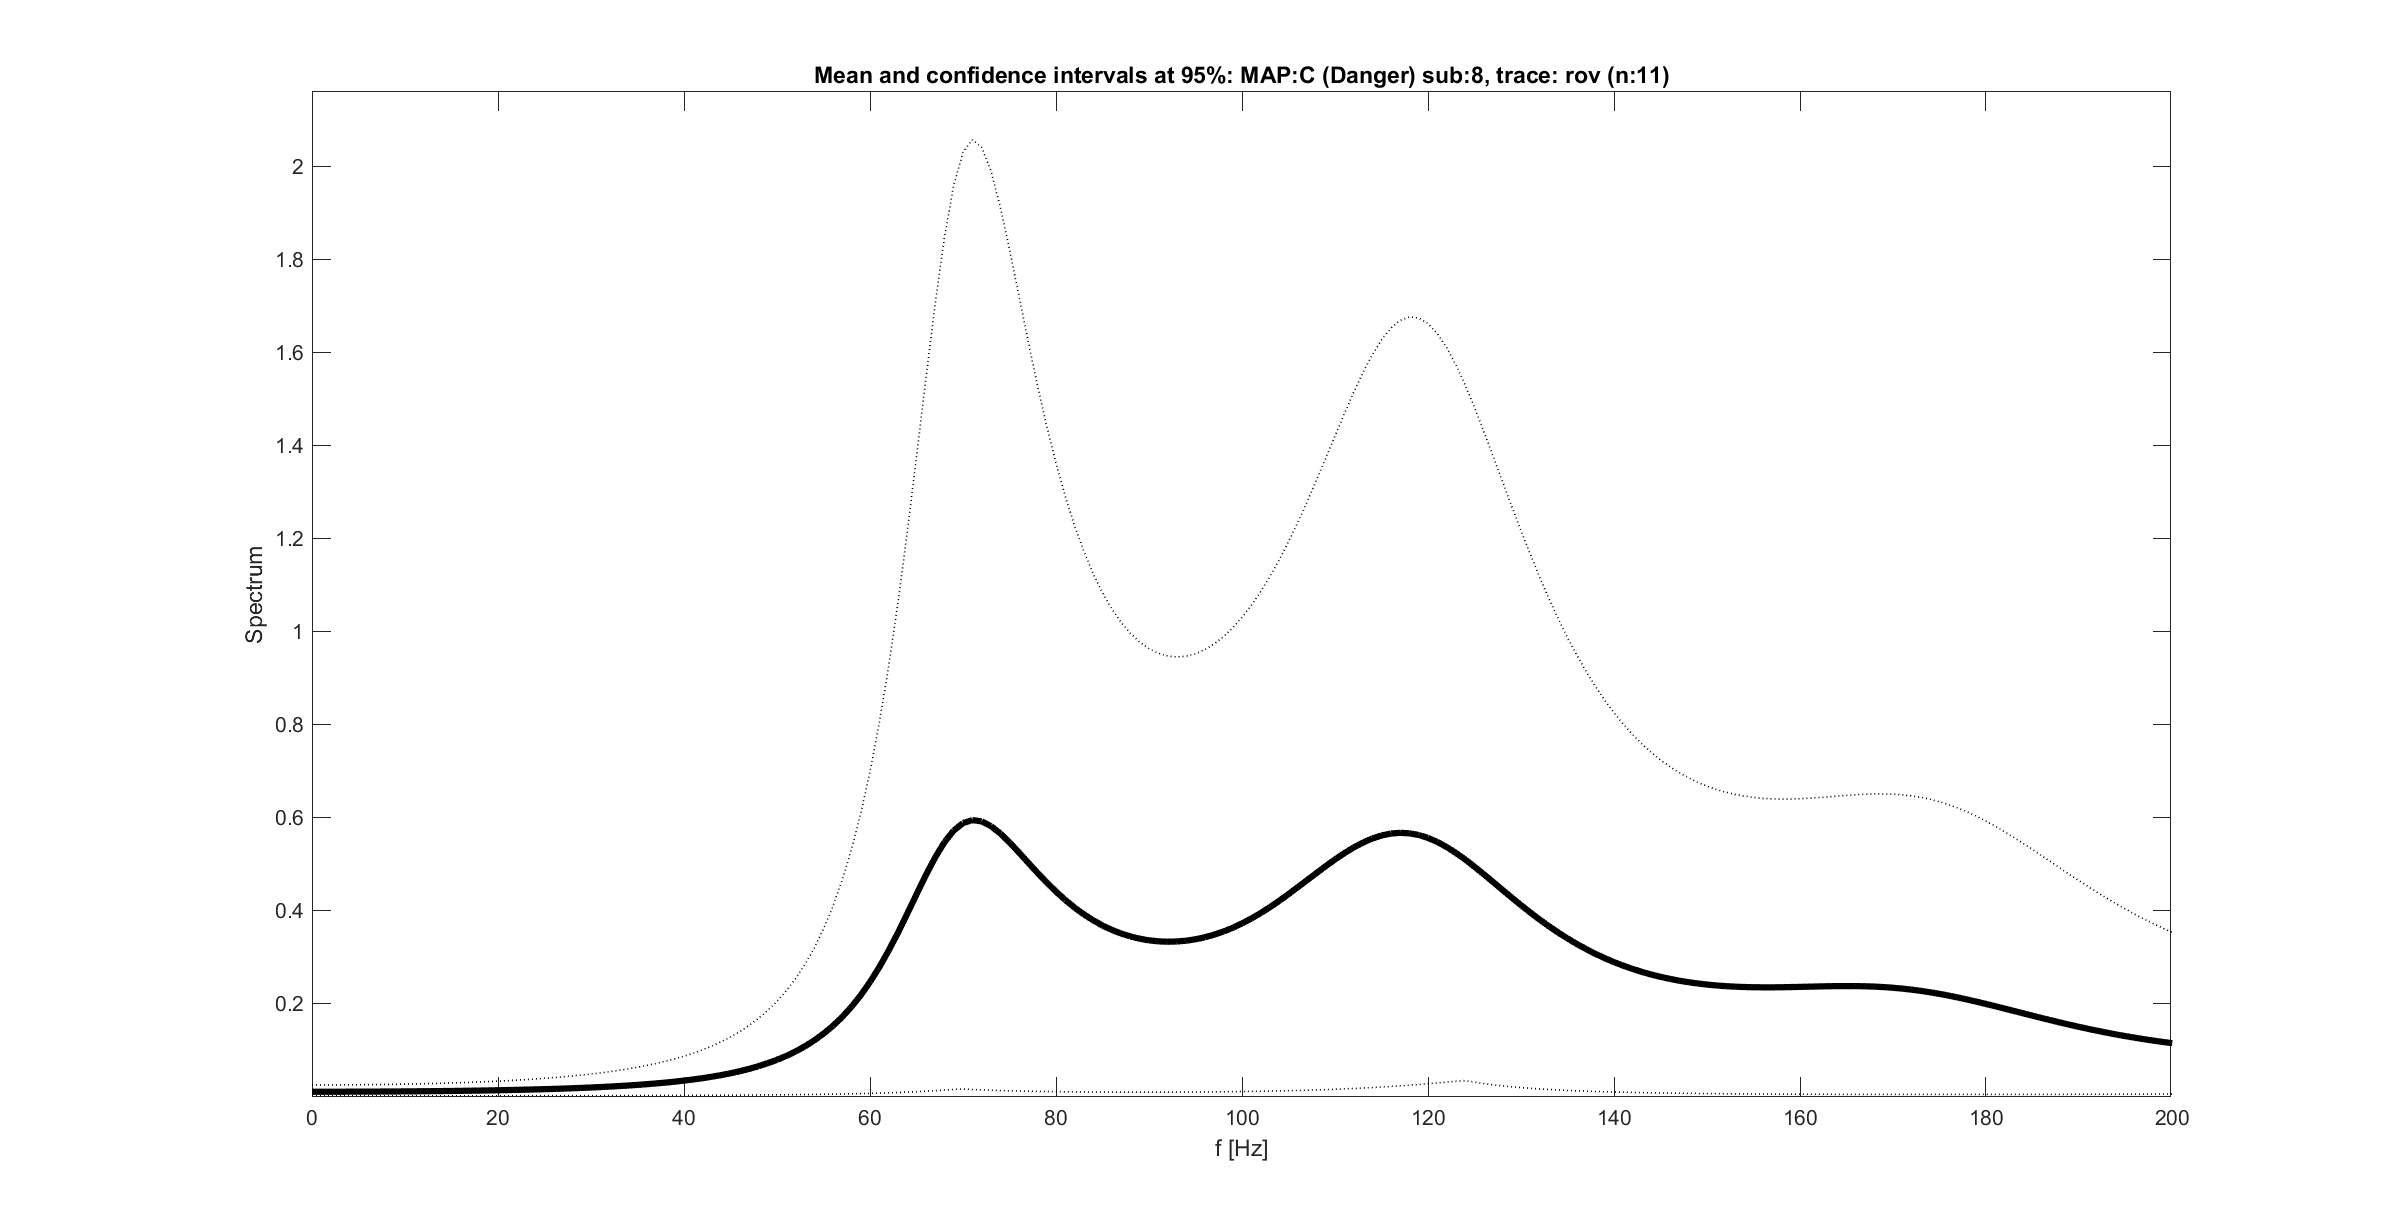 Mean and confidence intervals at 95%: MAP:C (Danger) sub:8, trace: rov (n:11)
2
1.8
1.6
1.4
1.2
1
0.8
0.6
0.4
0.2
Spectrum
0 20 40 60 80 100 120 140 160 180 200
f [Hz]